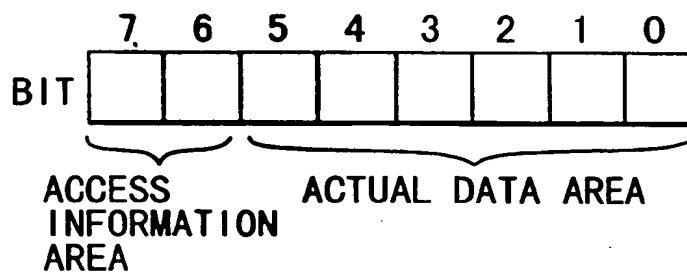 7 6 5 4 3 2 1 0
BIT
ACCESS INFORMATION AREA
ACTUAL DATA AREA